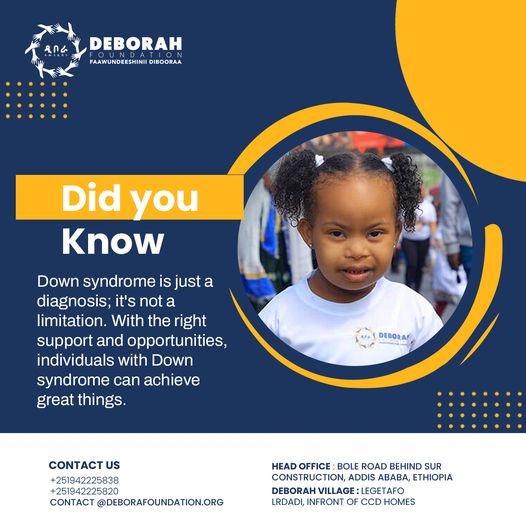 ዲቦራ
DEBORAH
FOUNDATION
FAAWUNDEESHINII DIBOORAA
Did you
Know
Down syndrome is just a
diagnosis; it's not a
limitation. With the right
support and opportunities,
individuals with Down
syndrome can achieve
great things.
DEBORAH
CONTACT US
+251942225838
+251942225820
CONTACT @DEBORAFOUNDATION.ORG
HEAD OFFICE : BOLE ROAD BEHIND SUR
CONSTRUCTION, ADDIS ABABA, ETHIOPIA
DEBORAH VILLAGE : LEGETAFO
LRDADI, INFRONT OF CCD HOMES